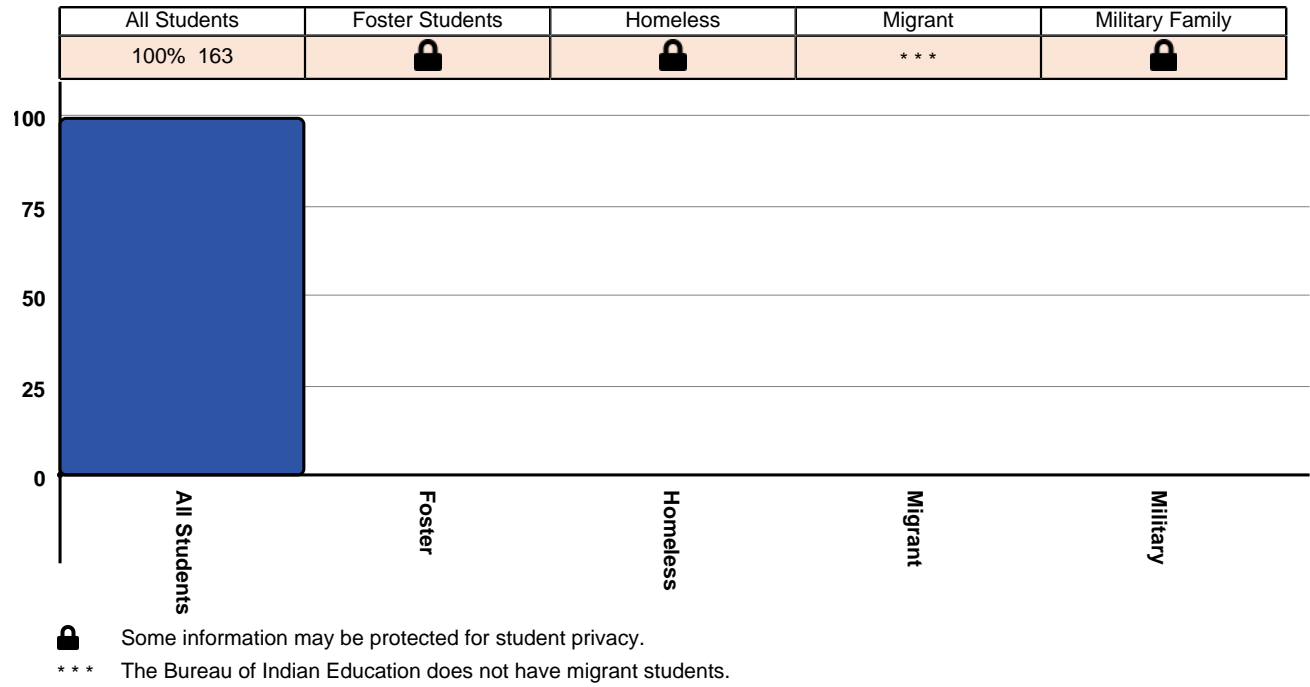 All Students Foster Students Homeless Migrant Military Family
100% 163 * * *
100
75
50
25
0
All Students
Foster
Homeless
Migrant
Military
Some information may be protected for student privacy.
* * * The Bureau of Indian Education does not have migrant students.